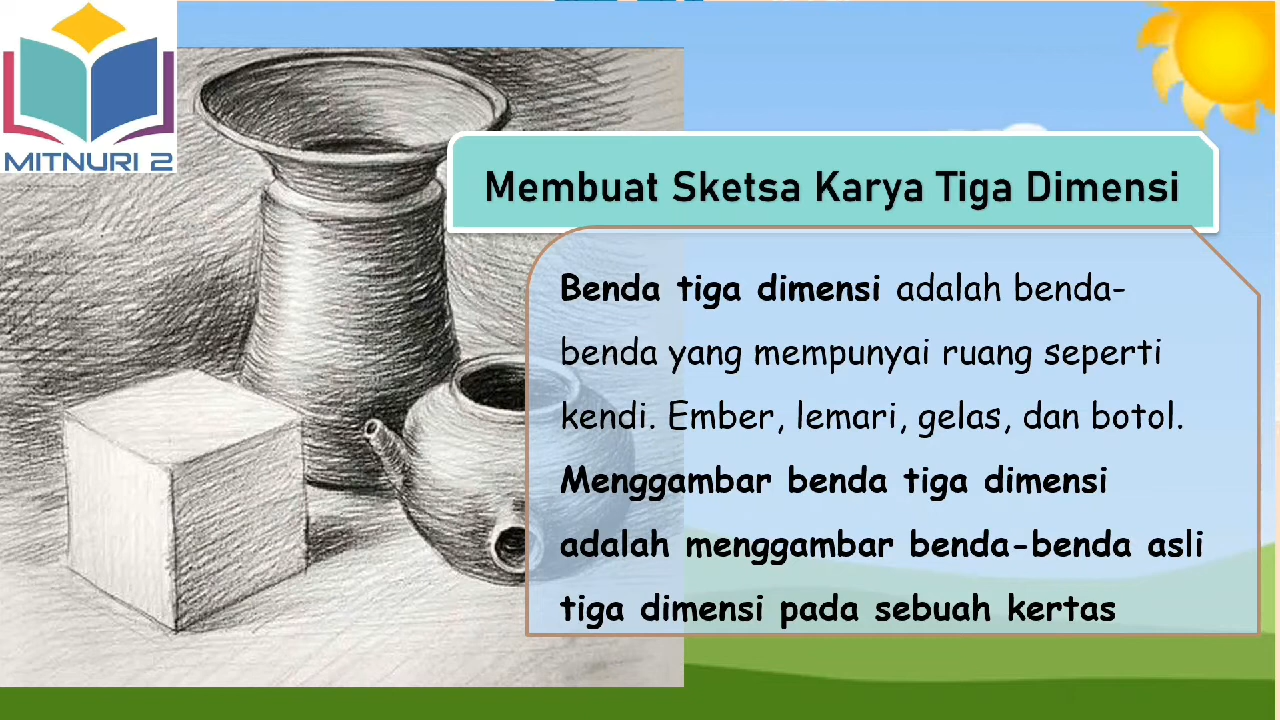 MITNURI 2
Membuat Sketsa Karya Tiga Dimensi
Benda tiga dimensi adalah benda-
benda yang mempunyai ruang seperti
kendi. Ember, lemari, gelas, dan botol.
Menggambar benda tiga dimensi
adalah menggambar benda-benda asli
tiga dimensi pada sebuah kertas